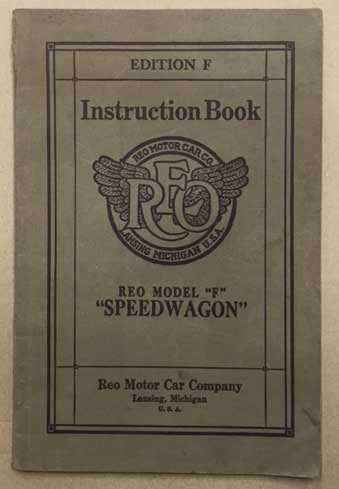 EDITION F
Instruction Book
REO MOTOR CAR CO.
REO
LANSING MICHIGAN U.S.A.
REO MODEL "F"
"SPEEDWAGON"
Reo Motor Car Company
Lansing, Michigan
U. S. A.